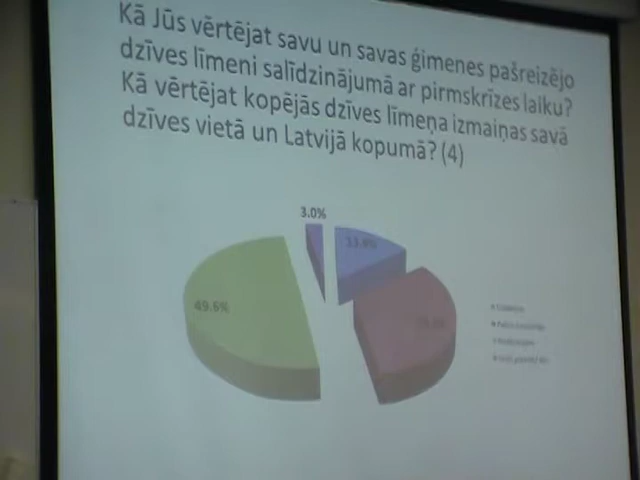 Kā Jūs vērtējat savu un savas ģimenes pašreizējo
dzīves līmeni salīdzinājumā ar pirmskrīzes laiku?
Kā vērtējat kopējās dzīves līmeņa izmaiņas savā
dzīves vietā un Latvijā kopumā? (4)
3.0%
49.6%